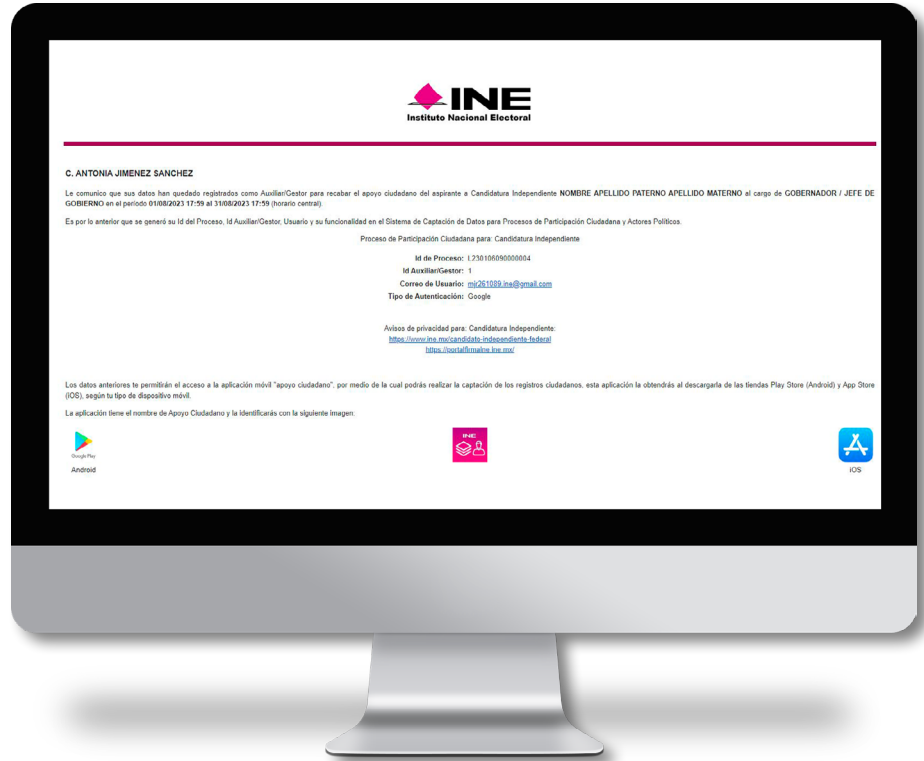 INE
Instituto Nacional Electoral
C. ANTONIA JIMENEZ SANCHEZ
Le comunico que sus datos han quedado registrados como Auxiliar/Gestor para recabar el apoyo ciudadano del aspirante a Candidatura Independiente NOMBRE APELLIDO PATERNO APELLIDO MATERNO al cargo de GOBERNADOR / JEFE DE
GOBIERNO en el periodo 01/08/2023 17:59 al 31/08/2023 17:59 (horario central).
Es por lo anterior que se generó su Id del Proceso, Id Auxiliar/Gestor, Usuario y su funcionalidad en el Sistema de Captación de Datos para Procesos de Participación Ciudadana y Actores Políticos.
Proceso de Participación Ciudadana para: Candidatura Independiente
Id de Proceso: L230106090000004
Id Auxiliar/Gestor: 1
Correo de Usuario: mjr261089.ine@gmail.com
Tipo de Autenticación: Google
Avisos de privacidad para: Candidatura Independiente:
https://www.ine.mx/candidato-independiente-federal
https://portalfirmaine.ine.mx/
Los datos anteriores te permitirán el acceso a la aplicación móvil "apoyo ciudadano", por medio de la cual podrás realizar la captación de los registros ciudadanos, esta aplicación la obtendrás al descargarla de las tiendas Play Store (Android) y App Store
(iOS), según tu tipo de dispositivo móvil.
La aplicación tiene el nombre de Apoyo Ciudadano y la identificarás con la siguiente imagen:
Google Play
INE
Android
iOS